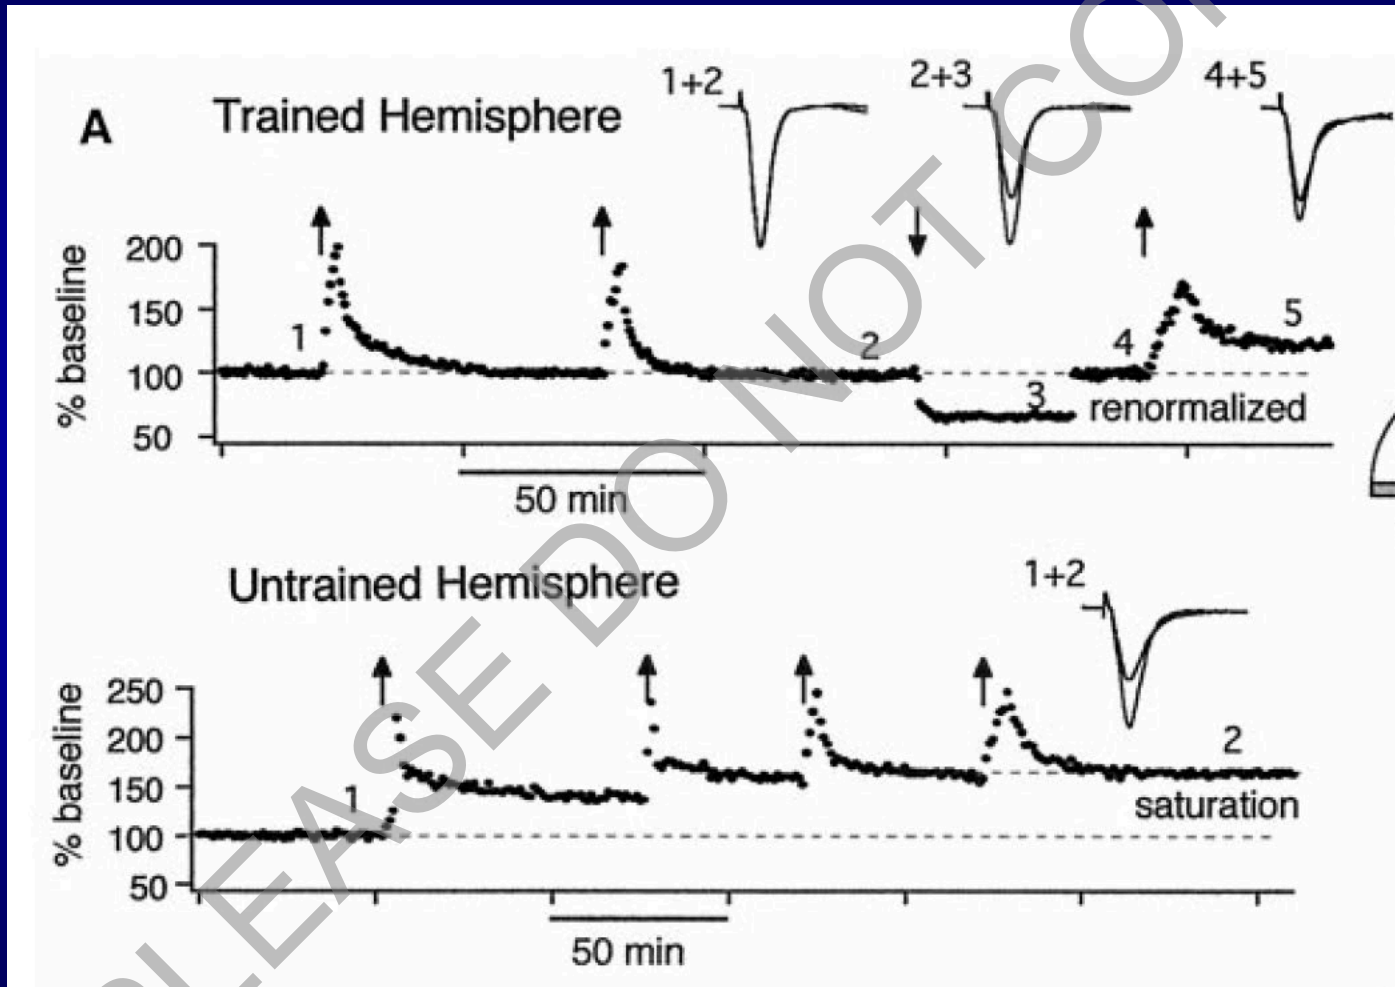 A
Trained Hemisphere
1+2
2+3
4+5
% baseline
200
150
100
50
1
2
3
4
5
renormalized
50 min
Untrained Hemisphere
1+2
% baseline
250
200
150
100
50
1
2
saturation
50 min
PLEASE DO NOT CO